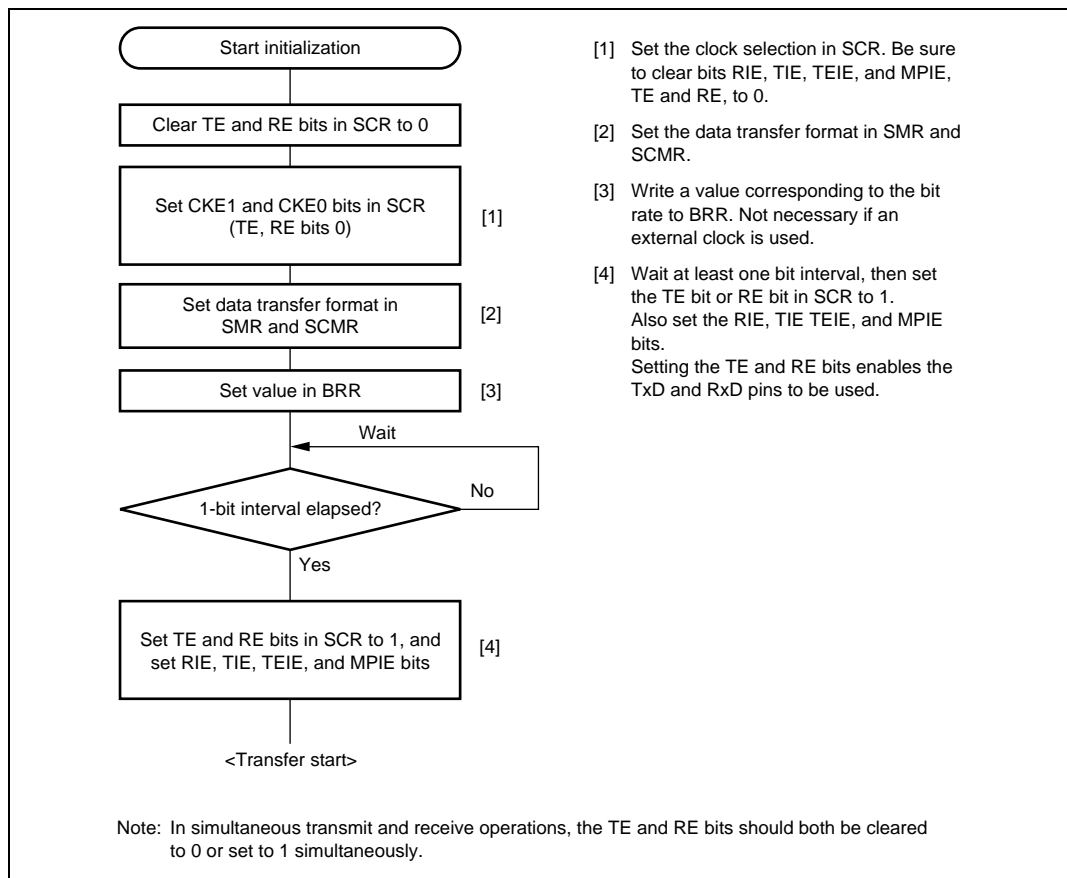 Start initialization
Clear TE and RE bits in SCR to 0
Set CKE1 and CKE0 bits in SCR
(TE, RE bits 0)
[1]
Set data transfer format in
SMR and SCMR
[2]
Set value in BRR
[3]
Wait
1-bit interval elapsed?
No
Yes
Set TE and RE bits in SCR to 1, and
set RIE, TIE, TEIE, and MPIE bits
[4]
<Transfer start>
[1] Set the clock selection in SCR. Be sure
to clear bits RIE, TIE, TEIE, and MPIE,
TE and RE, to 0.
[2] Set the data transfer format in SMR and
SCMR.
[3] Write a value corresponding to the bit
rate to BRR. Not necessary if an
external clock is used.
[4] Wait at least one bit interval, then set
the TE bit or RE bit in SCR to 1.
Also set the RIE, TIE TEIE, and MPIE
bits.
Setting the TE and RE bits enables the
TxD and RxD pins to be used.
Note: In simultaneous transmit and receive operations, the TE and RE bits should both be cleared
to 0 or set to 1 simultaneously.